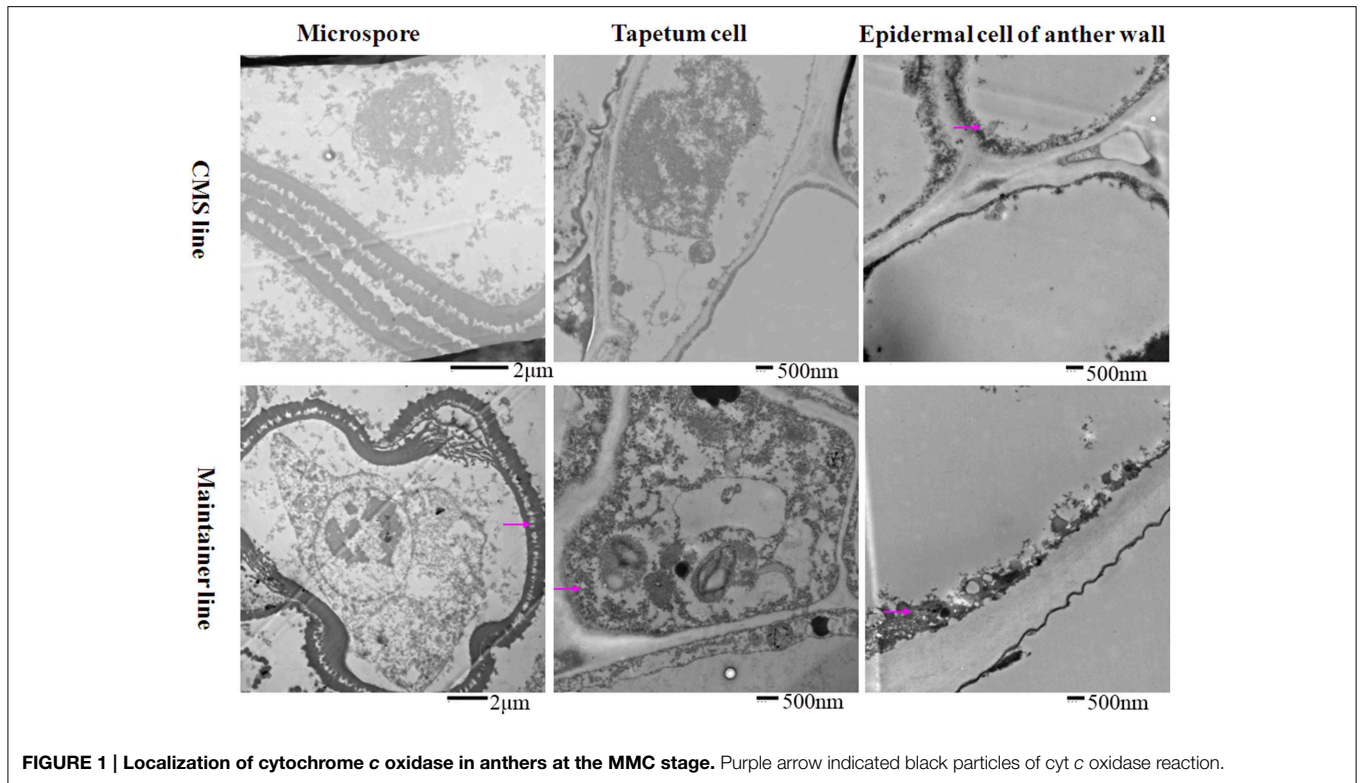 Microspore
Tapetum cell
Epidermal cell of anther wall
CMS line
2μm
500nm
500nm
Maintainer line
2μm
500nm
500nm
FIGURE 1 | Localization of cytochrome c oxidase in anthers at the MMC stage. Purple arrow indicated black particles of cyt c oxidase reaction.